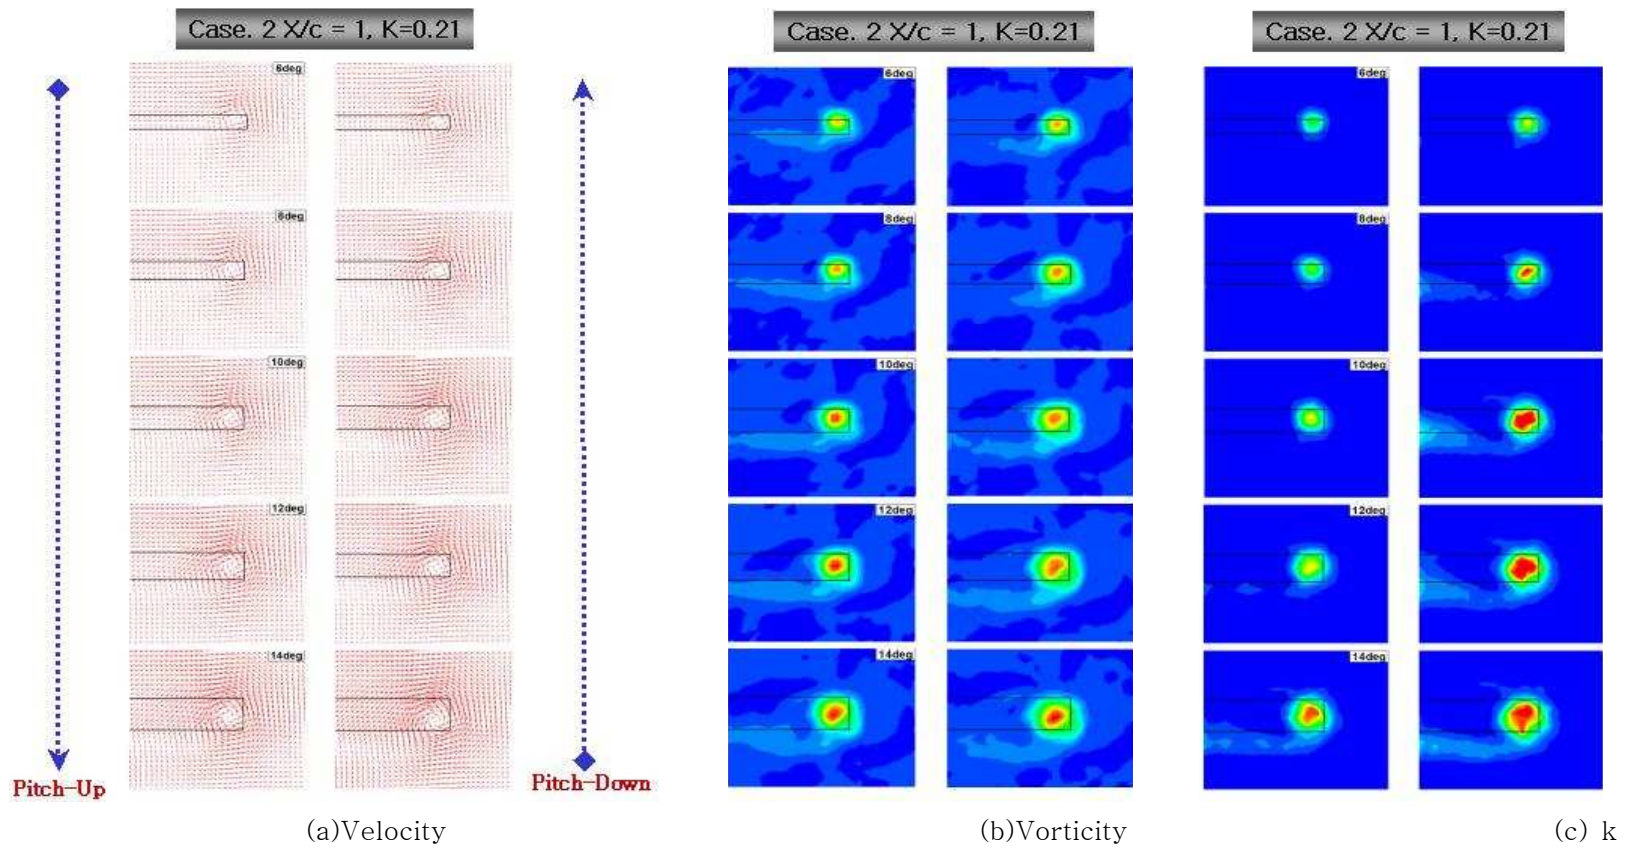 Case. 2 X/c = 1, K=0.21
Case. 2 X/c = 1, K=0.21
Case. 2 X/c = 1, K=0.21
6deg
8deg
10deg
12deg
14deg
Pitch-Up
Pitch-Down
6deg
8deg
10deg
12deg
14deg
6deg
8deg
10deg
12deg
14deg
(a)Velocity
(b)Vorticity
(c) k